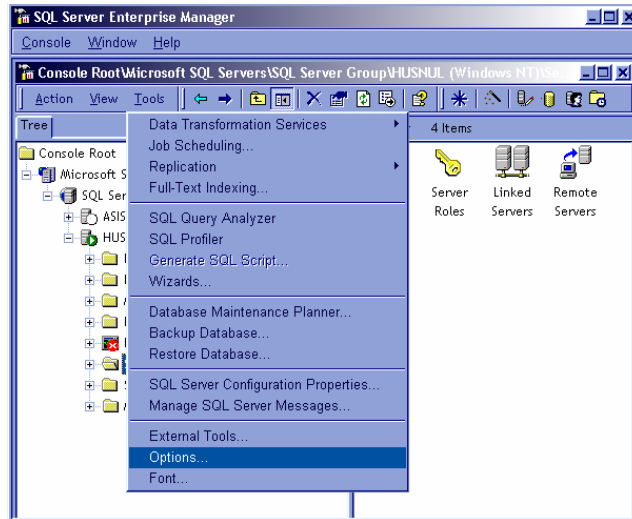 SQL Server Enterprise Manager
Console Window Help
Console Root\Microsoft SQL Servers\SQL Server Group\HUSNUL (Windows NT)\Se
Action View Tools
Tree
4 Items
Data Transformation Services
Job Scheduling...
Replication
Full-Text Indexing...
SQL Query Analyzer
SQL Profiler
Generate SQL Script...
Wizards...
Database Maintenance Planner...
Backup Database...
Restore Database...
SQL Server Configuration Properties...
Manage SQL Server Messages...
External Tools...
Options...
Font...
Console Root
Microsoft S
SQL Ser
ASIS
HUS
Server Roles
Linked Servers
Remote Servers